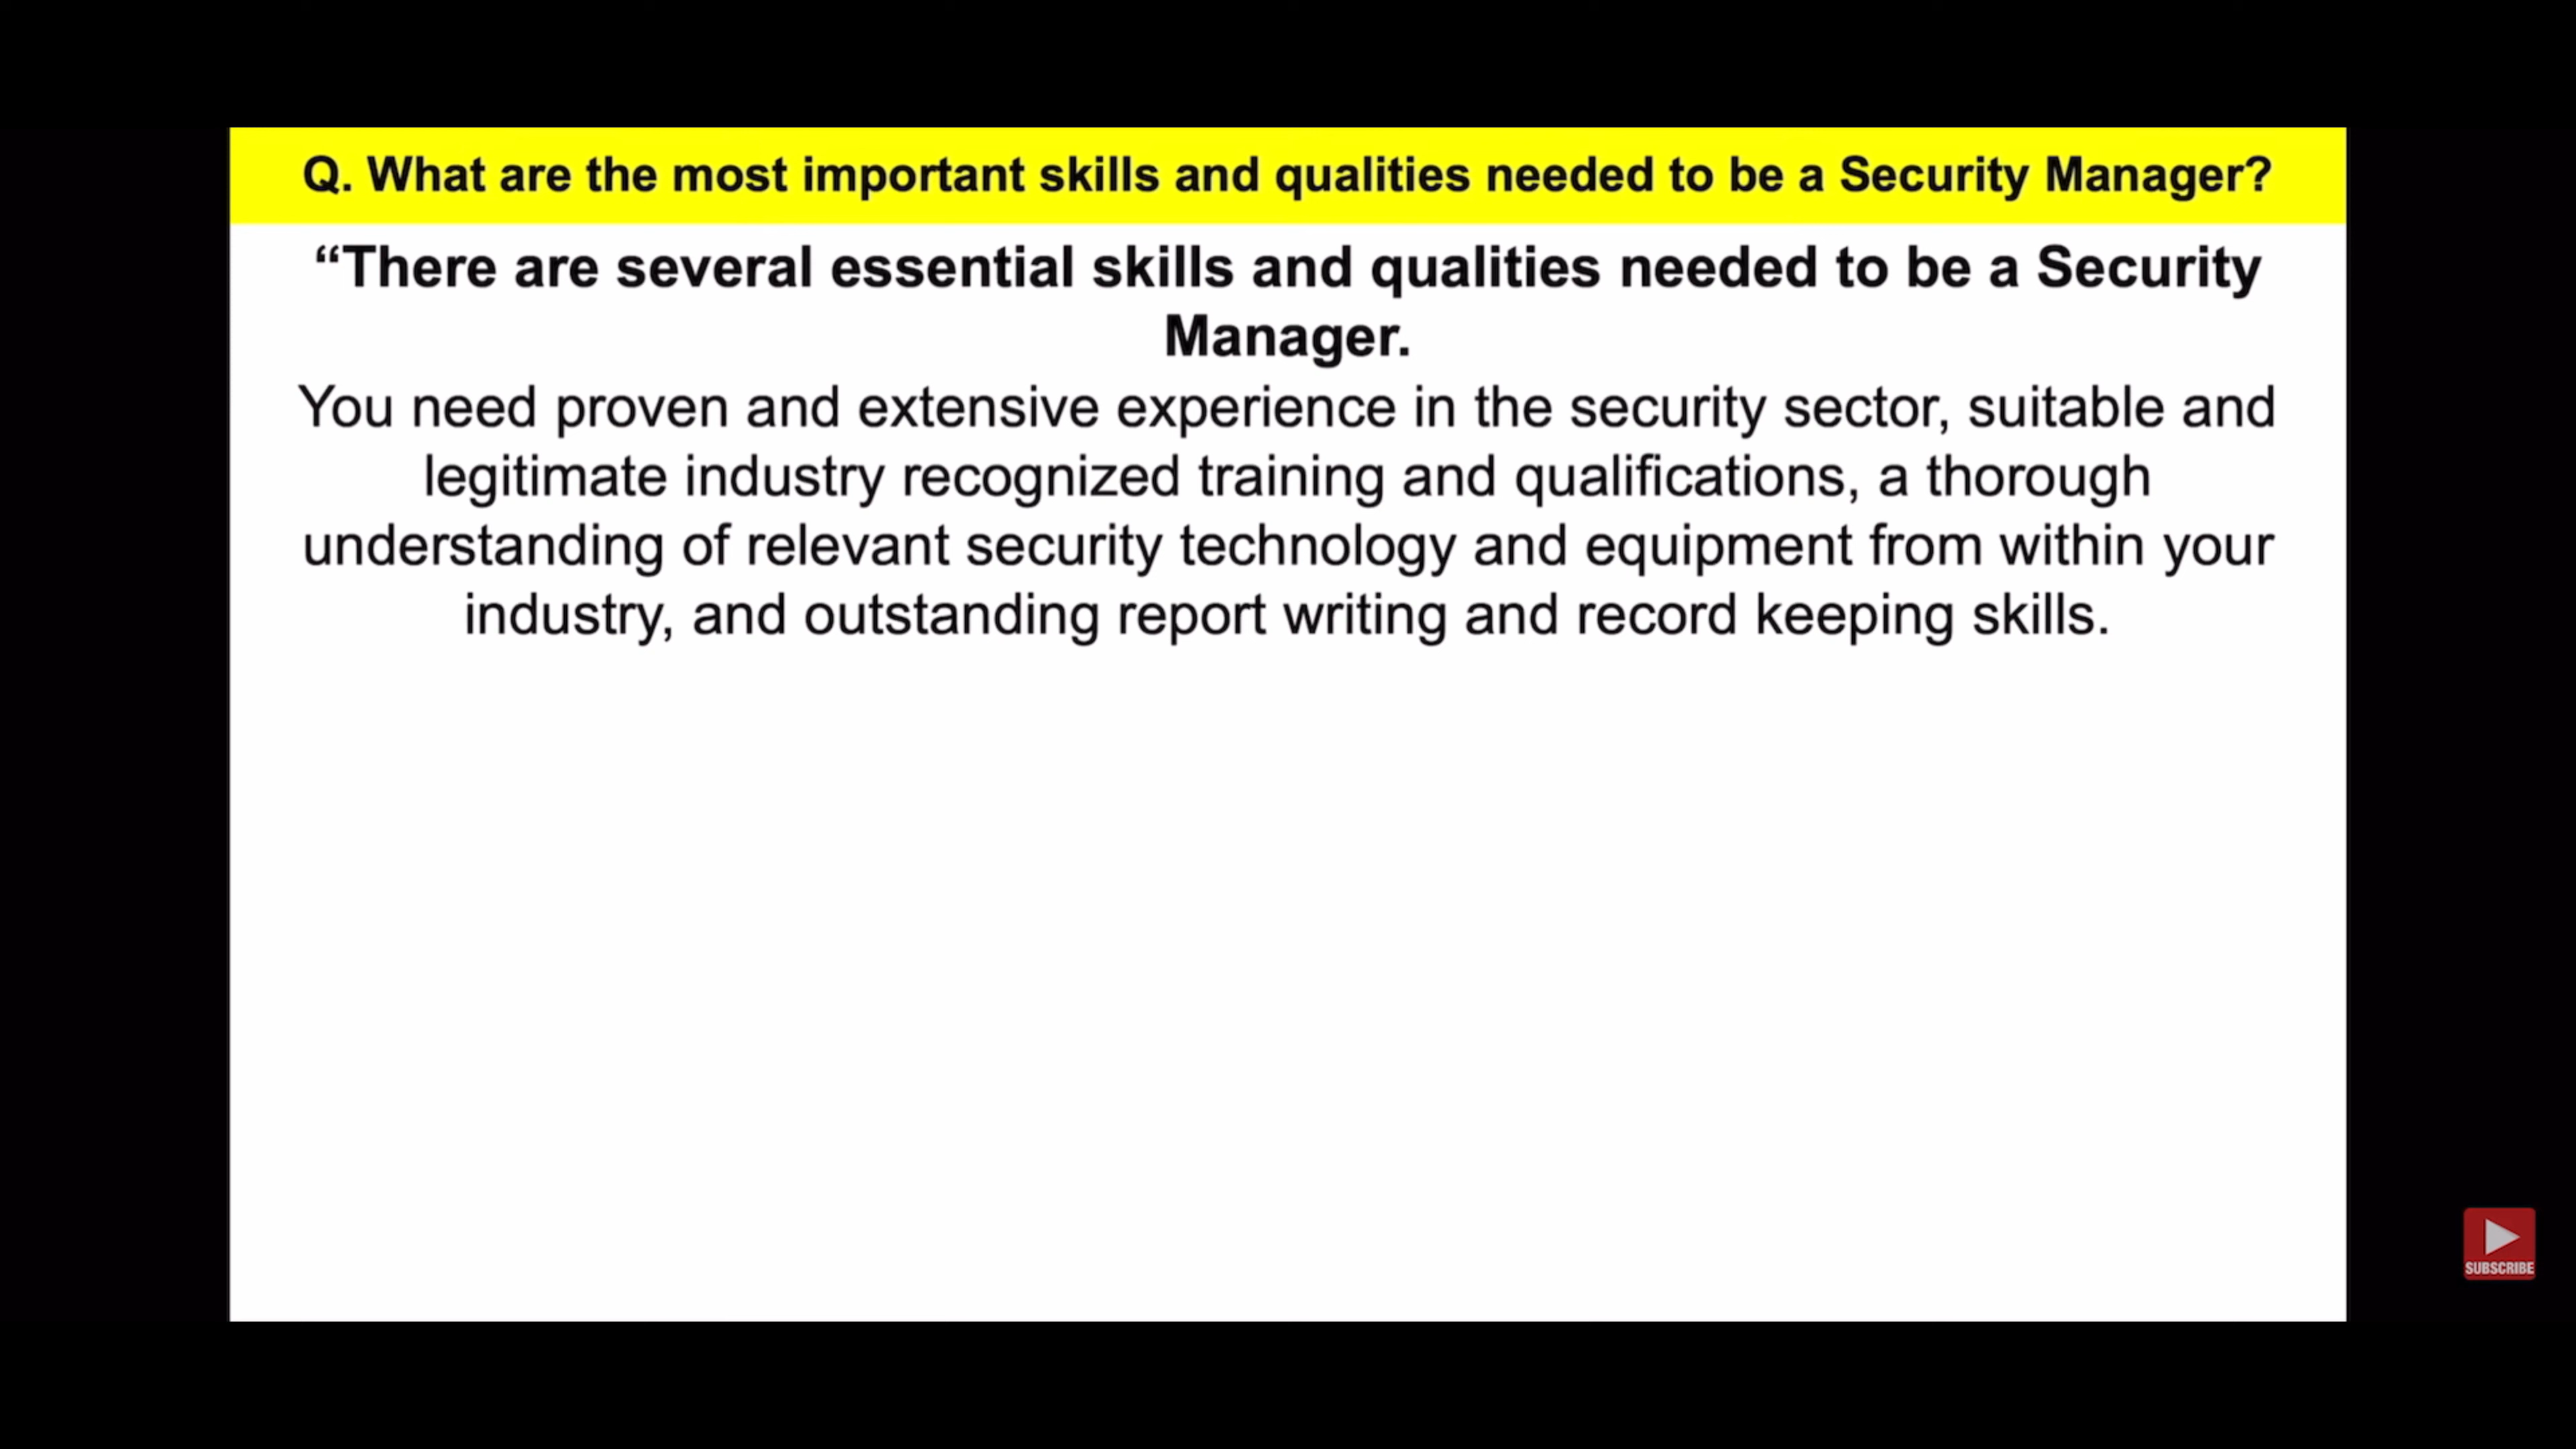 Q. What are the most important skills and qualities needed to be a Security Manager?
“There are several essential skills and qualities needed to be a Security
Manager.
You need proven and extensive experience in the security sector, suitable and
legitimate industry recognized training and qualifications, a thorough
understanding of relevant security technology and equipment from within your
industry, and outstanding report writing and record keeping skills.
SUBSCRIBE